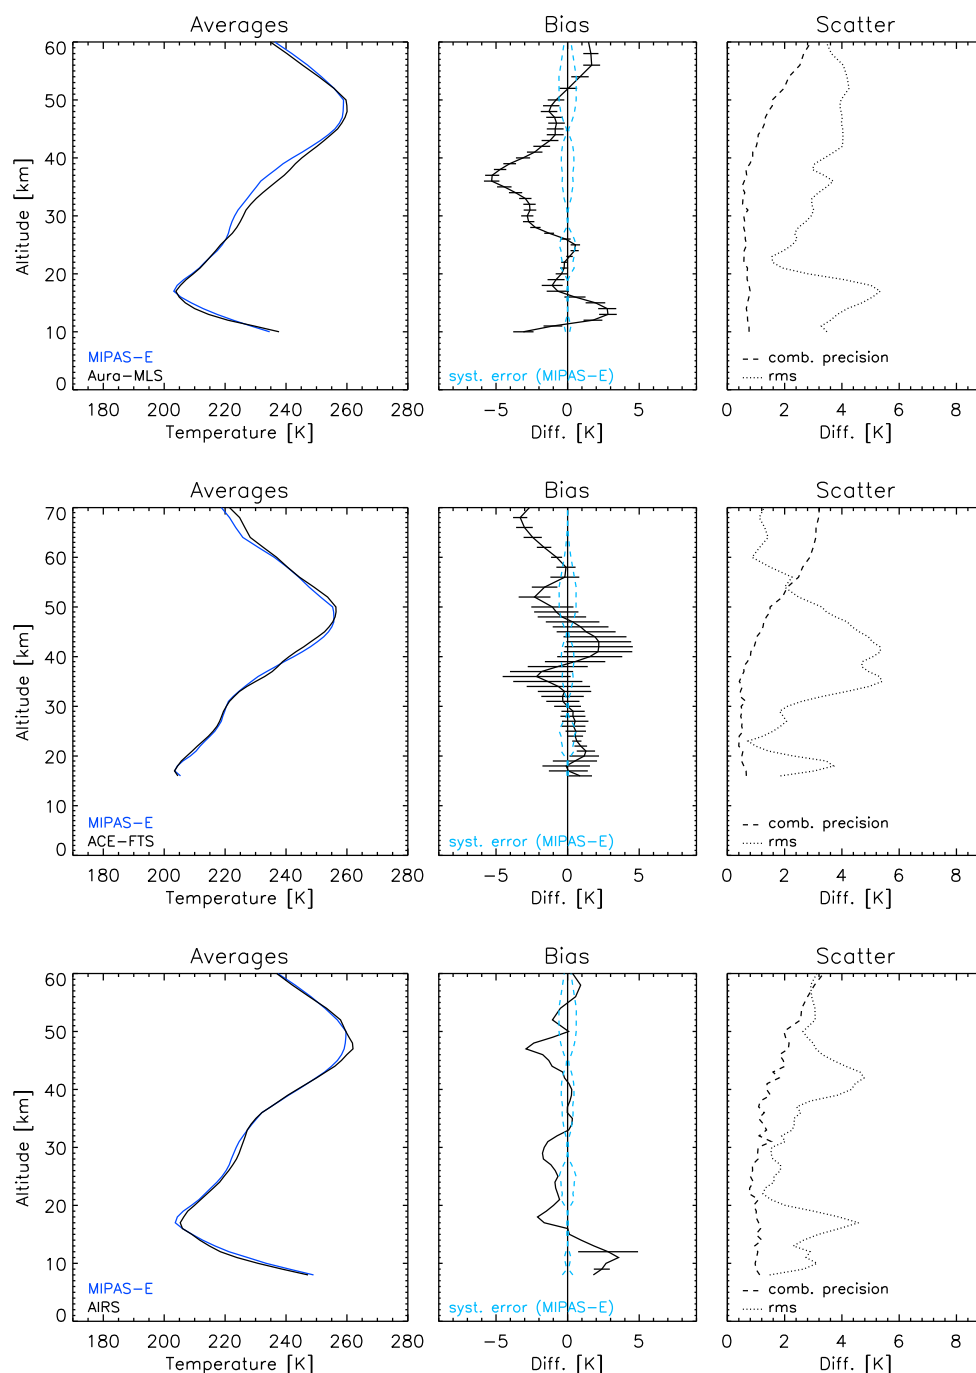 Averages Bias Scatter
60
50
40
30
20
10
0
Altitude [km]
MIPAS-E
Aura-MLS
syst. error (MIPAS-E)
comb. precision
rms
180 200 220 240 260 280 -5 0 5 0 2 4 6 8
Temperature [K] Diff. [K] Diff. [K]
Averages Bias Scatter
70
60
50
40
30
20
10
0
Altitude [km]
MIPAS-E
ACE-FTS
syst. error (MIPAS-E)
comb. precision
rms
180 200 220 240 260 280 -5 0 5 0 2 4 6 8
Temperature [K] Diff. [K] Diff. [K]
Averages Bias Scatter
60
50
40
30
20
10
0
Altitude [km]
MIPAS-E
AIRS
syst. error (MIPAS-E)
comb. precision
rms
180 200 220 240 260 280 -5 0 5 0 2 4 6 8
Temperature [K] Diff. [K] Diff. [K]